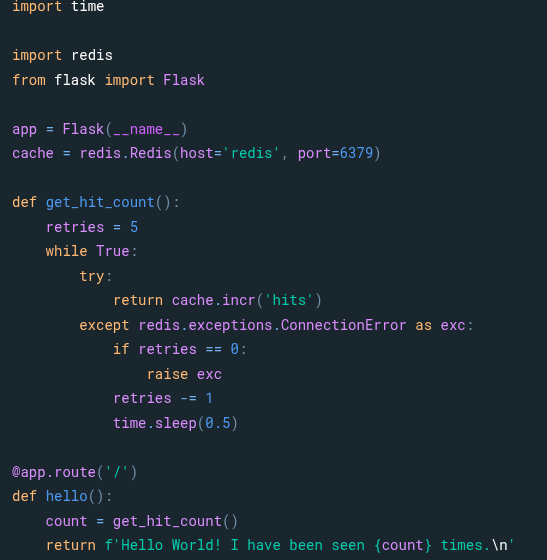 import time

import redis
from flask import Flask

app = Flask(__name__)
cache = redis.Redis(host='redis', port=6379)

def get_hit_count():
    retries = 5
    while True:
        try:
            return cache.incr('hits')
        except redis.exceptions.ConnectionError as exc:
            if retries == 0:
                raise exc
            retries -= 1
            time.sleep(0.5)

@app.route('/')
def hello():
    count = get_hit_count()
    return f'Hello World! I have been seen {count} times.\n'